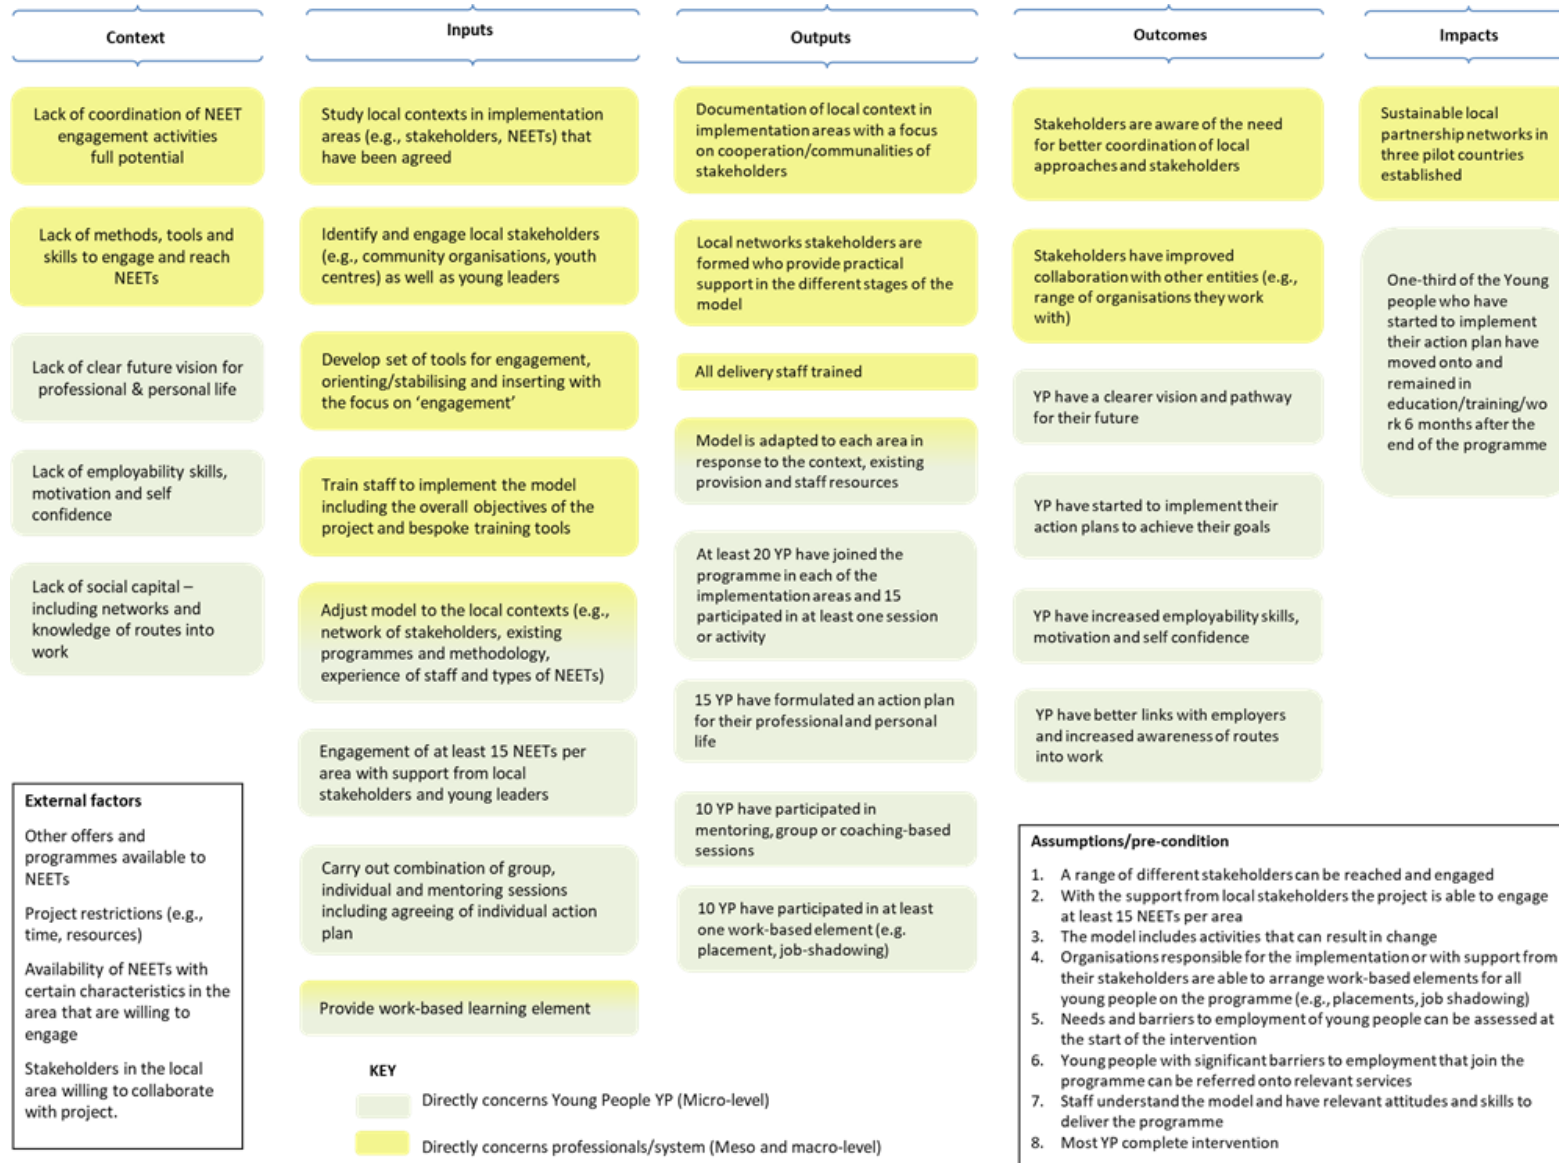 Context
Lack of coordination of NEET
engagement activities
full potential
Lack of methods, tools and
skills to engage and reach
NEETs
Lack of clear future vision for
professional & personal life
Lack of employability skills,
motivation and self
confidence
Lack of social capital –
including networks and
knowledge of routes into
work
External factors
Other offers and
programmes available to
NEETs
Project restrictions (e.g.,
time, resources)
Availability of NEETs with
certain characteristics in the
area that are willing to
engage
Stakeholders in the local
area willing to collaborate
with project.
Inputs
Study local contexts in implementation
areas (e.g., stakeholders, NEETs) that
have been agreed
Identify and engage local stakeholders
(e.g., community organisations, youth
centres) as well as young leaders
Develop set of tools for engagement,
orienting/stabilising and inserting with
the focus on ‘engagement’
Train staff to implement the model
including the overall objectives of the
project and bespoke training tools
Adjust model to the local contexts (e.g.,
network of stakeholders, existing
programmes and methodology,
experience of staff and types of NEETs)
Engagement of at least 15 NEETs per
area with support from local
stakeholders and young leaders
Carry out combination of group,
individual and mentoring sessions
including agreeing of individual action
plan
Provide work-based learning element
KEY
Directly concerns Young People YP (Micro-level)
Directly concerns professionals/system (Meso and macro-level)
Outputs
Documentation of local context in
implementation areas with a focus
on cooperation/communalities of
stakeholders
Local networks stakeholders are
formed who provide practical
support in the different stages of the
model
All delivery staff trained
Model is adapted to each area in
response to the context, existing
provision and staff resources
At least 20 YP have joined the
programme in each of the
implementation areas and 15
participated in at least one session
or activity
15 YP have formulated an action plan
for their professional and personal
life
10 YP have participated in
mentoring, group or coaching-based
sessions
10 YP have participated in at least
one work-based element (e.g.
placement, job-shadowing)
Outcomes
Stakeholders are aware of the need
for better coordination of local
approaches and stakeholders
Stakeholders have improved
collaboration with other entities (e.g.,
range of organisations they work
with)
YP have a clearer vision and pathway
for their future
YP have started to implement their
action plans to achieve their goals
YP have increased employability skills,
motivation and self confidence
YP have better links with employers
and increased awareness of routes
into work
Impacts
Sustainable local
partnership networks in
three pilot countries
established
One-third of the Young
people who have
started to implement
their action plan have
moved onto and
remained in
education/training/wo
rk 6 months after the
end of the programme
Assumptions/pre-condition
1. A range of different stakeholders can be reached and engaged
2. With the support from local stakeholders the project is able to engage
at least 15 NEETs per area
3. The model includes activities that can result in change
4. Organisations responsible for the implementation or with support from
their stakeholders are able to arrange work-based elements for all
young people on the programme (e.g., placements, job shadowing)
5. Needs and barriers to employment of young people can be assessed at
the start of the intervention
6. Young people with significant barriers to employment that join the
programme can be referred onto relevant services
7. Staff understand the model and have relevant attitudes and skills to
deliver the programme
8. Most YP complete intervention